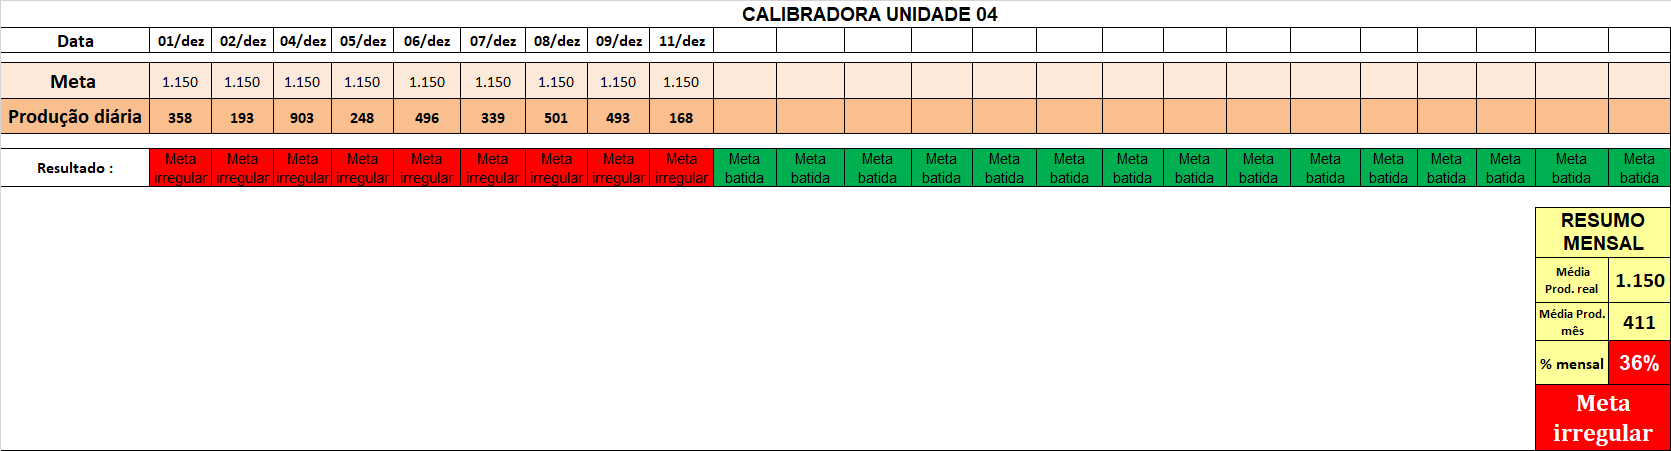 CALIBRADORA UNIDADE 04
Data 01/dez 02/dez 04/dez 05/dez 06/dez 07/dez 08/dez 09/dez 11/dez
Meta 1.150 1.150 1.150 1.150 1.150 1.150 1.150 1.150 1.150
Produção diária 358 193 903 248 496 339 501 493 168
Resultado : Meta irregular Meta irregular Meta irregular Meta irregular Meta irregular Meta irregular Meta irregular Meta irregular Meta irregular Meta batida Meta batida Meta batida Meta batida Meta batida Meta batida Meta batida Meta batida Meta batida Meta batida Meta batida Meta batida Meta batida Meta batida Meta batida
RESUMO
MENSAL
Média
Prod. real 1.150
Média Prod.
mês 411
% mensal 36%
Meta
irregular